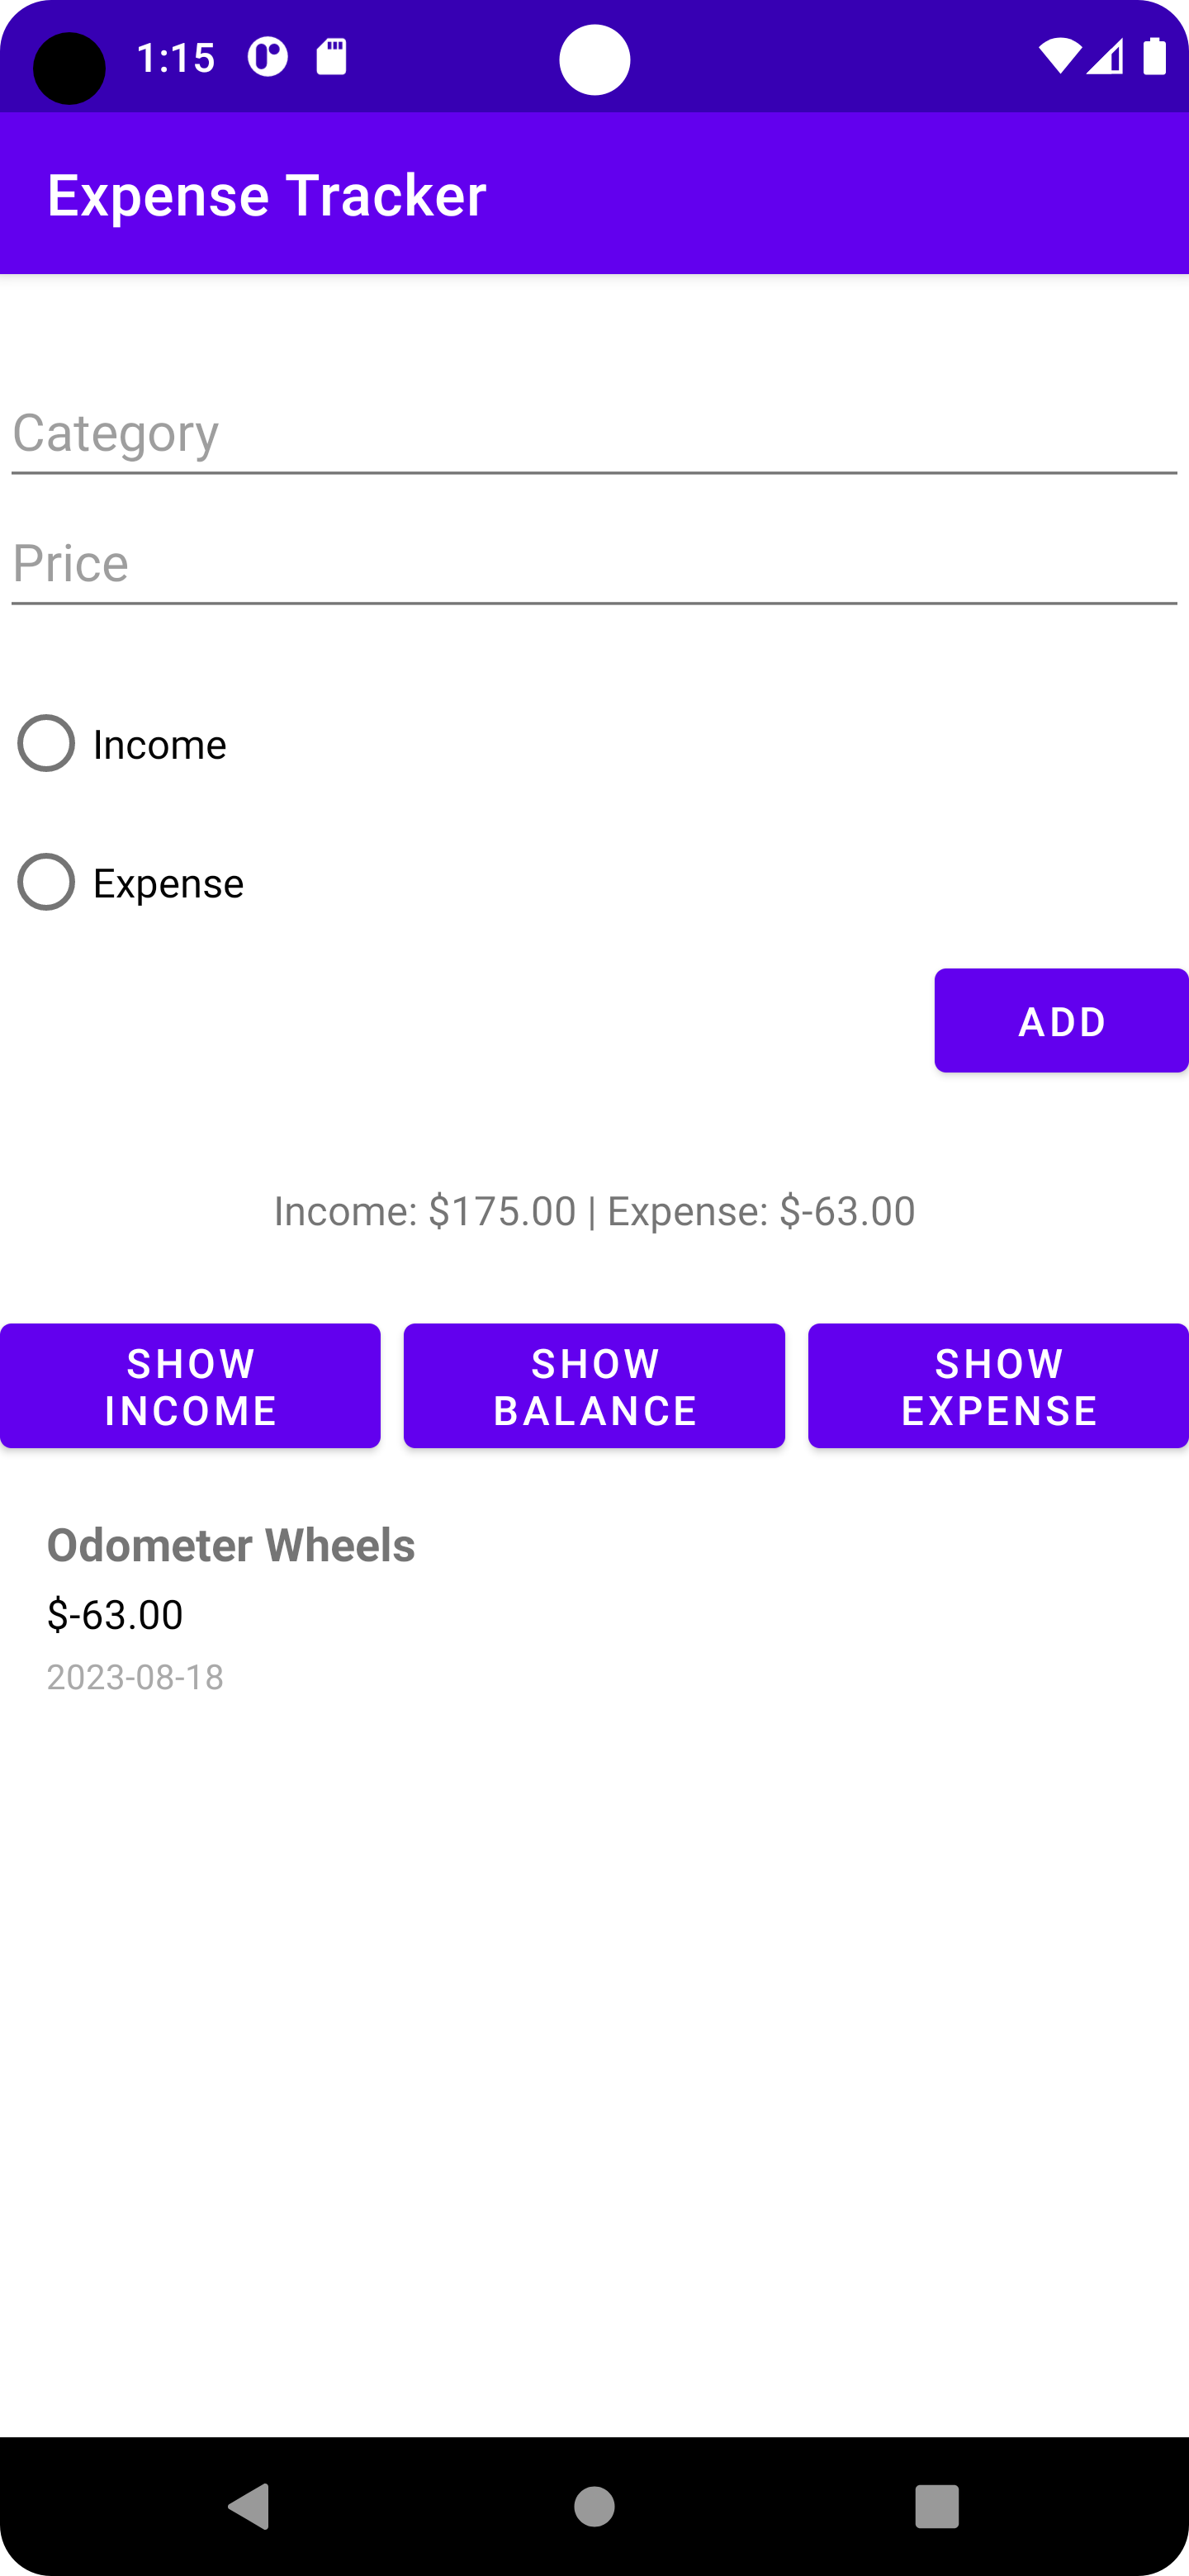 1:15
Expense Tracker
Category
Price
Income
Expense
ADD
Income: $175.00 | Expense: $-63.00
SHOW INCOME
SHOW BALANCE
SHOW EXPENSE
Odometer Wheels
$-63.00
2023-08-18